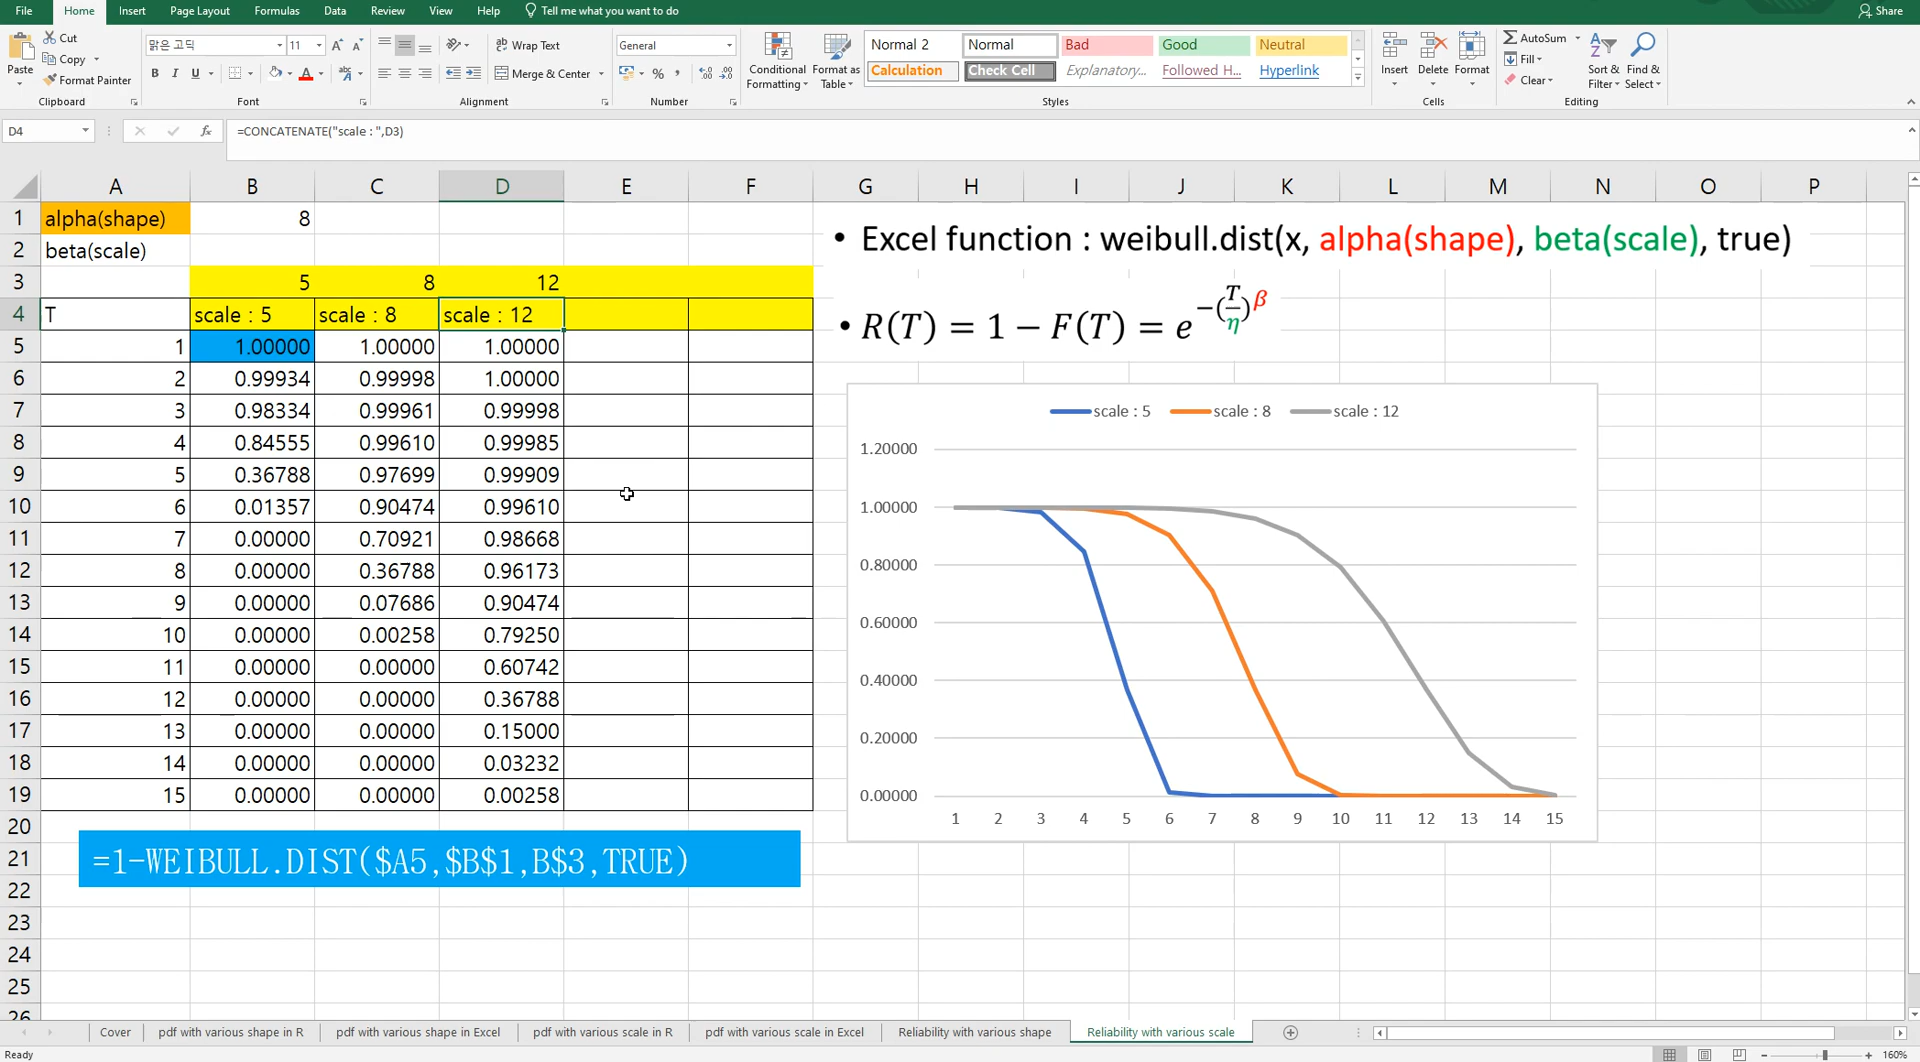 File Home Insert Page Layout Formulas Data Review View Help Tell me what you want to do Share
Paste Cut Copy Format Painter Clipboard
맑은 고딕 11 B I U Font
Wrap Text Merge & Center Alignment
General % Number
Conditional Formatting Format as Table
Normal 2 Normal Bad Good Neutral
Calculation Check Cell Explanatory... Followed H... Hyperlink
Styles
Insert Delete Format Cells
AutoSum Fill Clear Sort & Filter Find & Select Editing
D4 fx =CONCATENATE("scale : ",D3)
A B C D E F G H I J K L M N O P
1 alpha(shape) 8
2 beta(scale)
3 5 8 12
4 T scale : 5 scale : 8 scale : 12
5 1 1.00000 1.00000 1.00000
6 2 0.99934 0.99998 1.00000
7 3 0.98334 0.99961 0.99998
8 4 0.84555 0.99610 0.99985
9 5 0.36788 0.97699 0.99909
10 6 0.01357 0.90474 0.99610
11 7 0.00000 0.70921 0.98668
12 8 0.00000 0.36788 0.96173
13 9 0.00000 0.07686 0.90474
14 10 0.00000 0.00258 0.79250
15 11 0.00000 0.00000 0.60742
16 12 0.00000 0.00000 0.36788
17 13 0.00000 0.00000 0.15000
18 14 0.00000 0.00000 0.03232
19 15 0.00000 0.00000 0.00258
20
21 =1-WEIBULL.DIST($A5,$B$1,B$3,TRUE)
22
23
24
25
26
• Excel function : weibull.dist(x, alpha(shape), beta(scale), true)
• R(T) = 1 − F(T) = e^−(T/η)^β
scale : 5 scale : 8 scale : 12
1.20000
1.00000
0.80000
0.60000
0.40000
0.20000
0.00000
1 2 3 4 5 6 7 8 9 10 11 12 13 14 15
Cover pdf with various shape in R pdf with various shape in Excel pdf with various scale in R pdf with various scale in Excel Reliability with various shape Reliability with various scale
Ready 160%